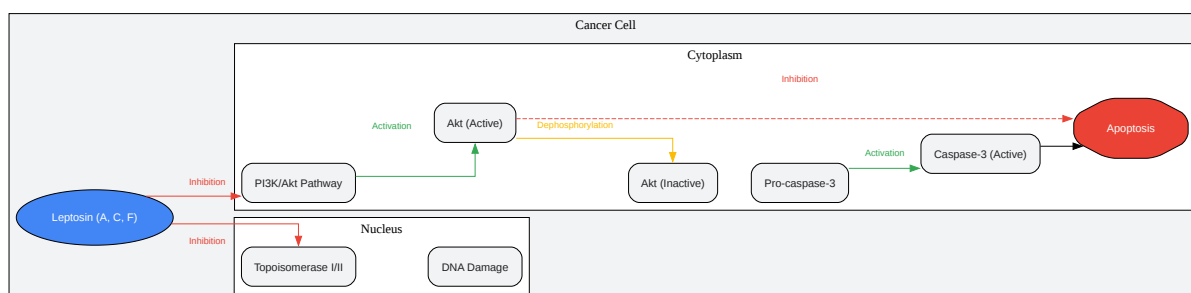 Cancer Cell
Cytoplasm
Inhibition
Activation
Akt (Active)
Dephosphorylation
Apoptosis
Activation
Caspase-3 (Active)
Inhibition
PI3K/Akt Pathway
Akt (Inactive)
Pro-caspase-3
Leptosin (A, C, F)
Nucleus
Inhibition
Topoisomerase I/II
DNA Damage